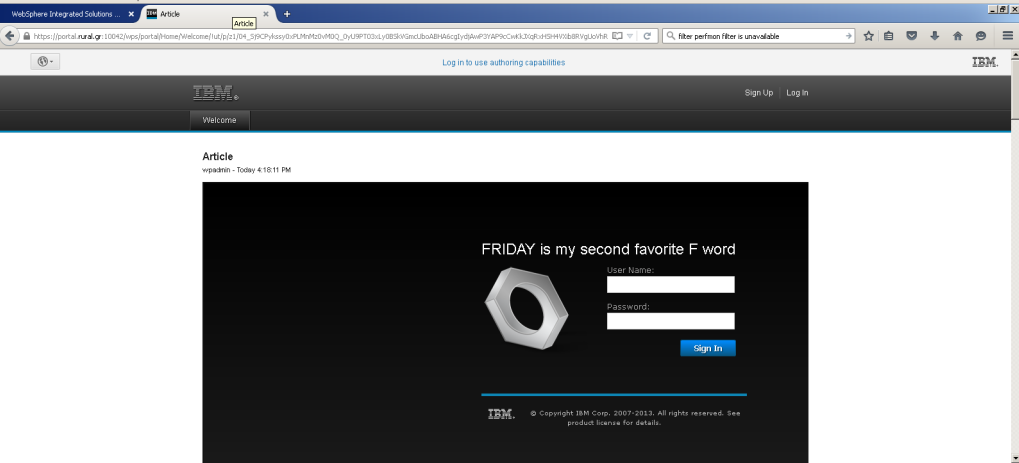 WebSphere Integrated Solutions ...
Article
Article
https://portal.rural.gr:10042/wps/portal/Home/Welcome/!ut/p/z1/
filter perfmon filter is unavailable
Log in to use authoring capabilities
IBM.
IBM
Sign Up
Log In
Welcome
Article
wpadmin - Today 4:18:11 PM
FRIDAY is my second favorite F word
User Name:
Password:
Sign In
IBM.
© Copyright IBM Corp. 2007-2013. All rights reserved. See
product license for details.